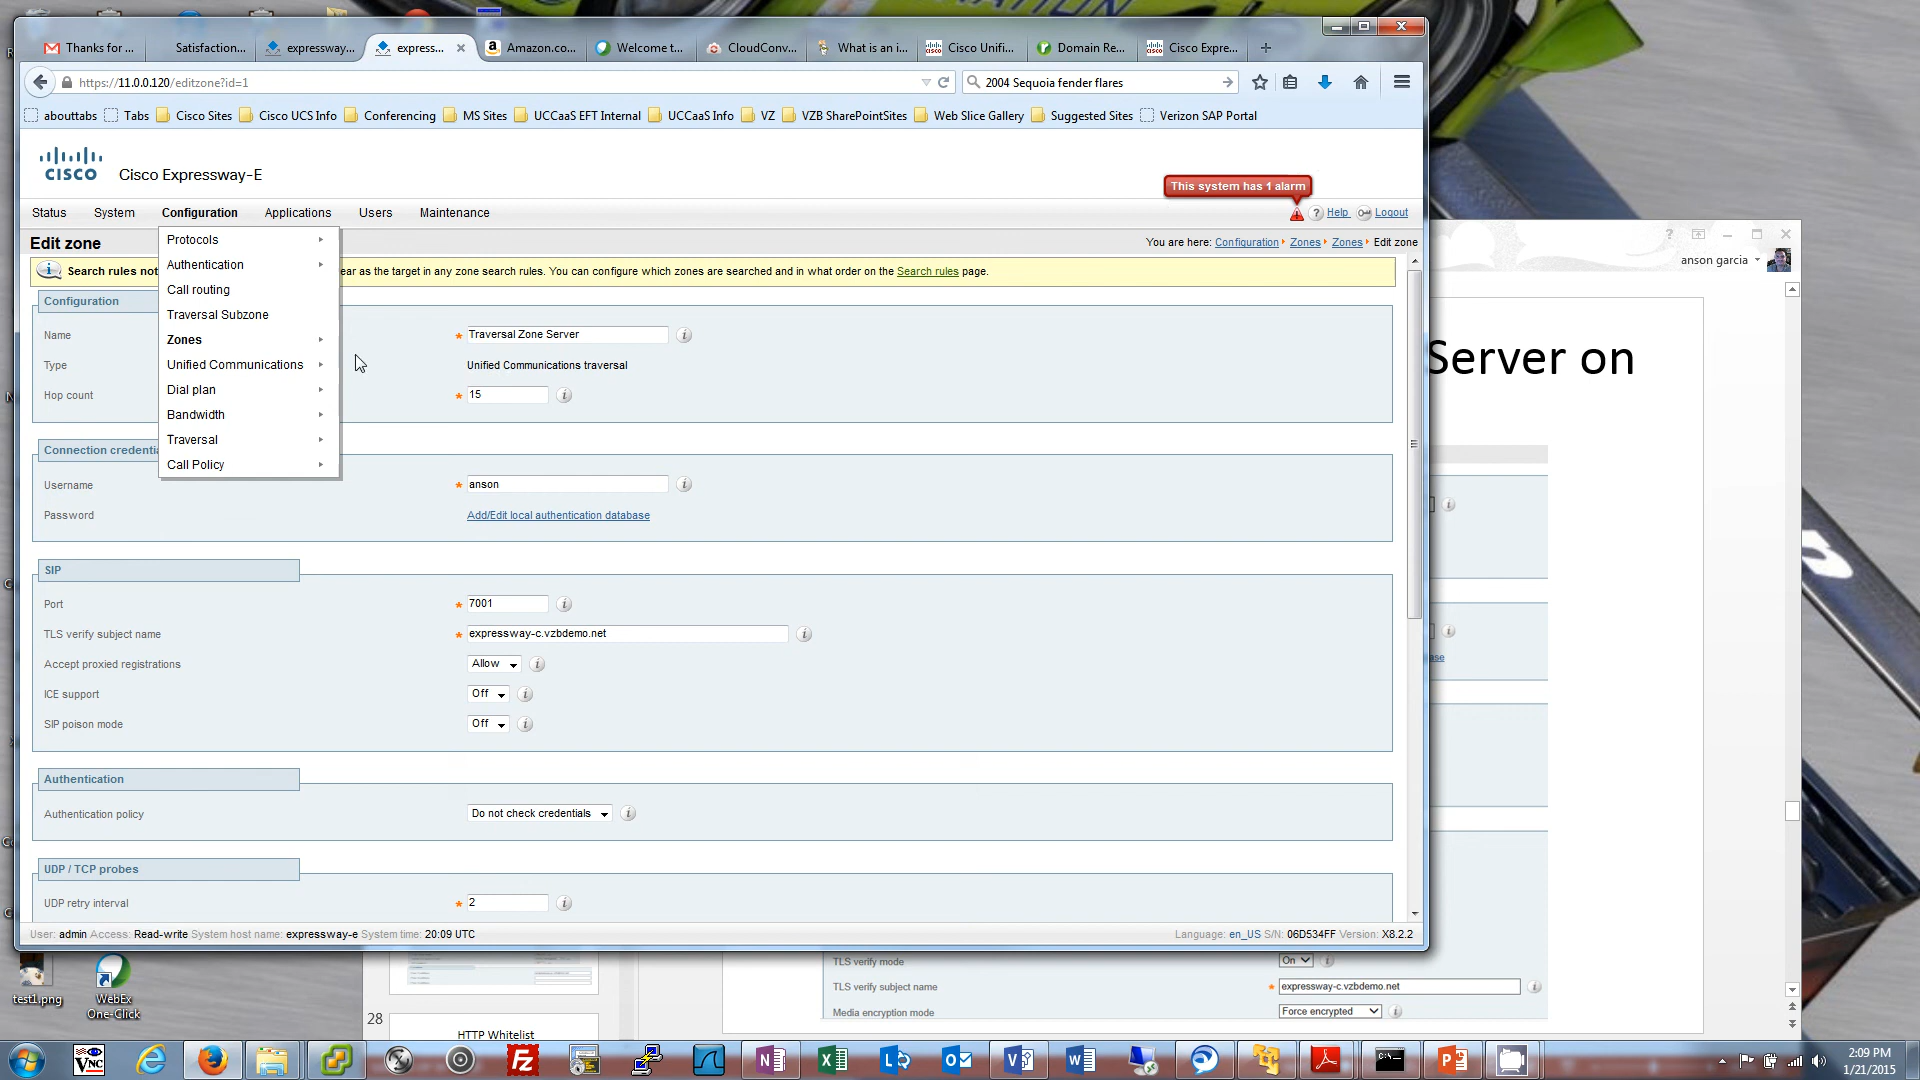 Thanks for ...
Satisfaction...
expressway...
express...
Amazon.co...
Welcome t...
CloudConv...
What is an i...
Cisco Unifi...
Domain Re...
Cisco Expre...
https://11.0.0.120/editzone?id=1
2004 Sequoia fender flares
abouttabs
Tabs
Cisco Sites
Cisco UCS Info
Conferencing
MS Sites
UCCaaS EFT Internal
UCCaaS Info
VZ
VZB SharePointSites
Web Slice Gallery
Suggested Sites
Verizon SAP Portal
CISCO
Cisco Expressway-E
This system has 1 alarm
Status
System
Configuration
Applications
Users
Maintenance
Help
Logout
Edit zone
You are here: Configuration Zones Zones Edit zone
Search rules not
ear as the target in any zone search rules. You can configure which zones are searched and in what order on the Search rules page.
Protocols
Authentication
Call routing
Traversal Subzone
Zones
Unified Communications
Dial plan
Bandwidth
Traversal
Call Policy
Configuration
Name
Traversal Zone Server
Type
Unified Communications traversal
Hop count
15
Connection credentia
Username
anson
Password
Add/Edit local authentication database
SIP
Port
7001
TLS verify subject name
expressway-c.vzbdemo.net
Accept proxied registrations
Allow
ICE support
Off
SIP poison mode
Off
Authentication
Authentication policy
Do not check credentials
UDP / TCP probes
UDP retry interval
2
User: admin Access: Read-write System host name: expressway-e System time: 20:09 UTC
Language: en_US S/N: 06D534FF Version: X8.2.2
anson garcia
Server on
ase
TLS verify mode
On
TLS verify subject name
expressway-c.vzbdemo.net
Media encryption mode
Force encrypted
28
HTTP Whitelist
test1.png
WebEx
One-Click
2:09 PM
1/21/2015